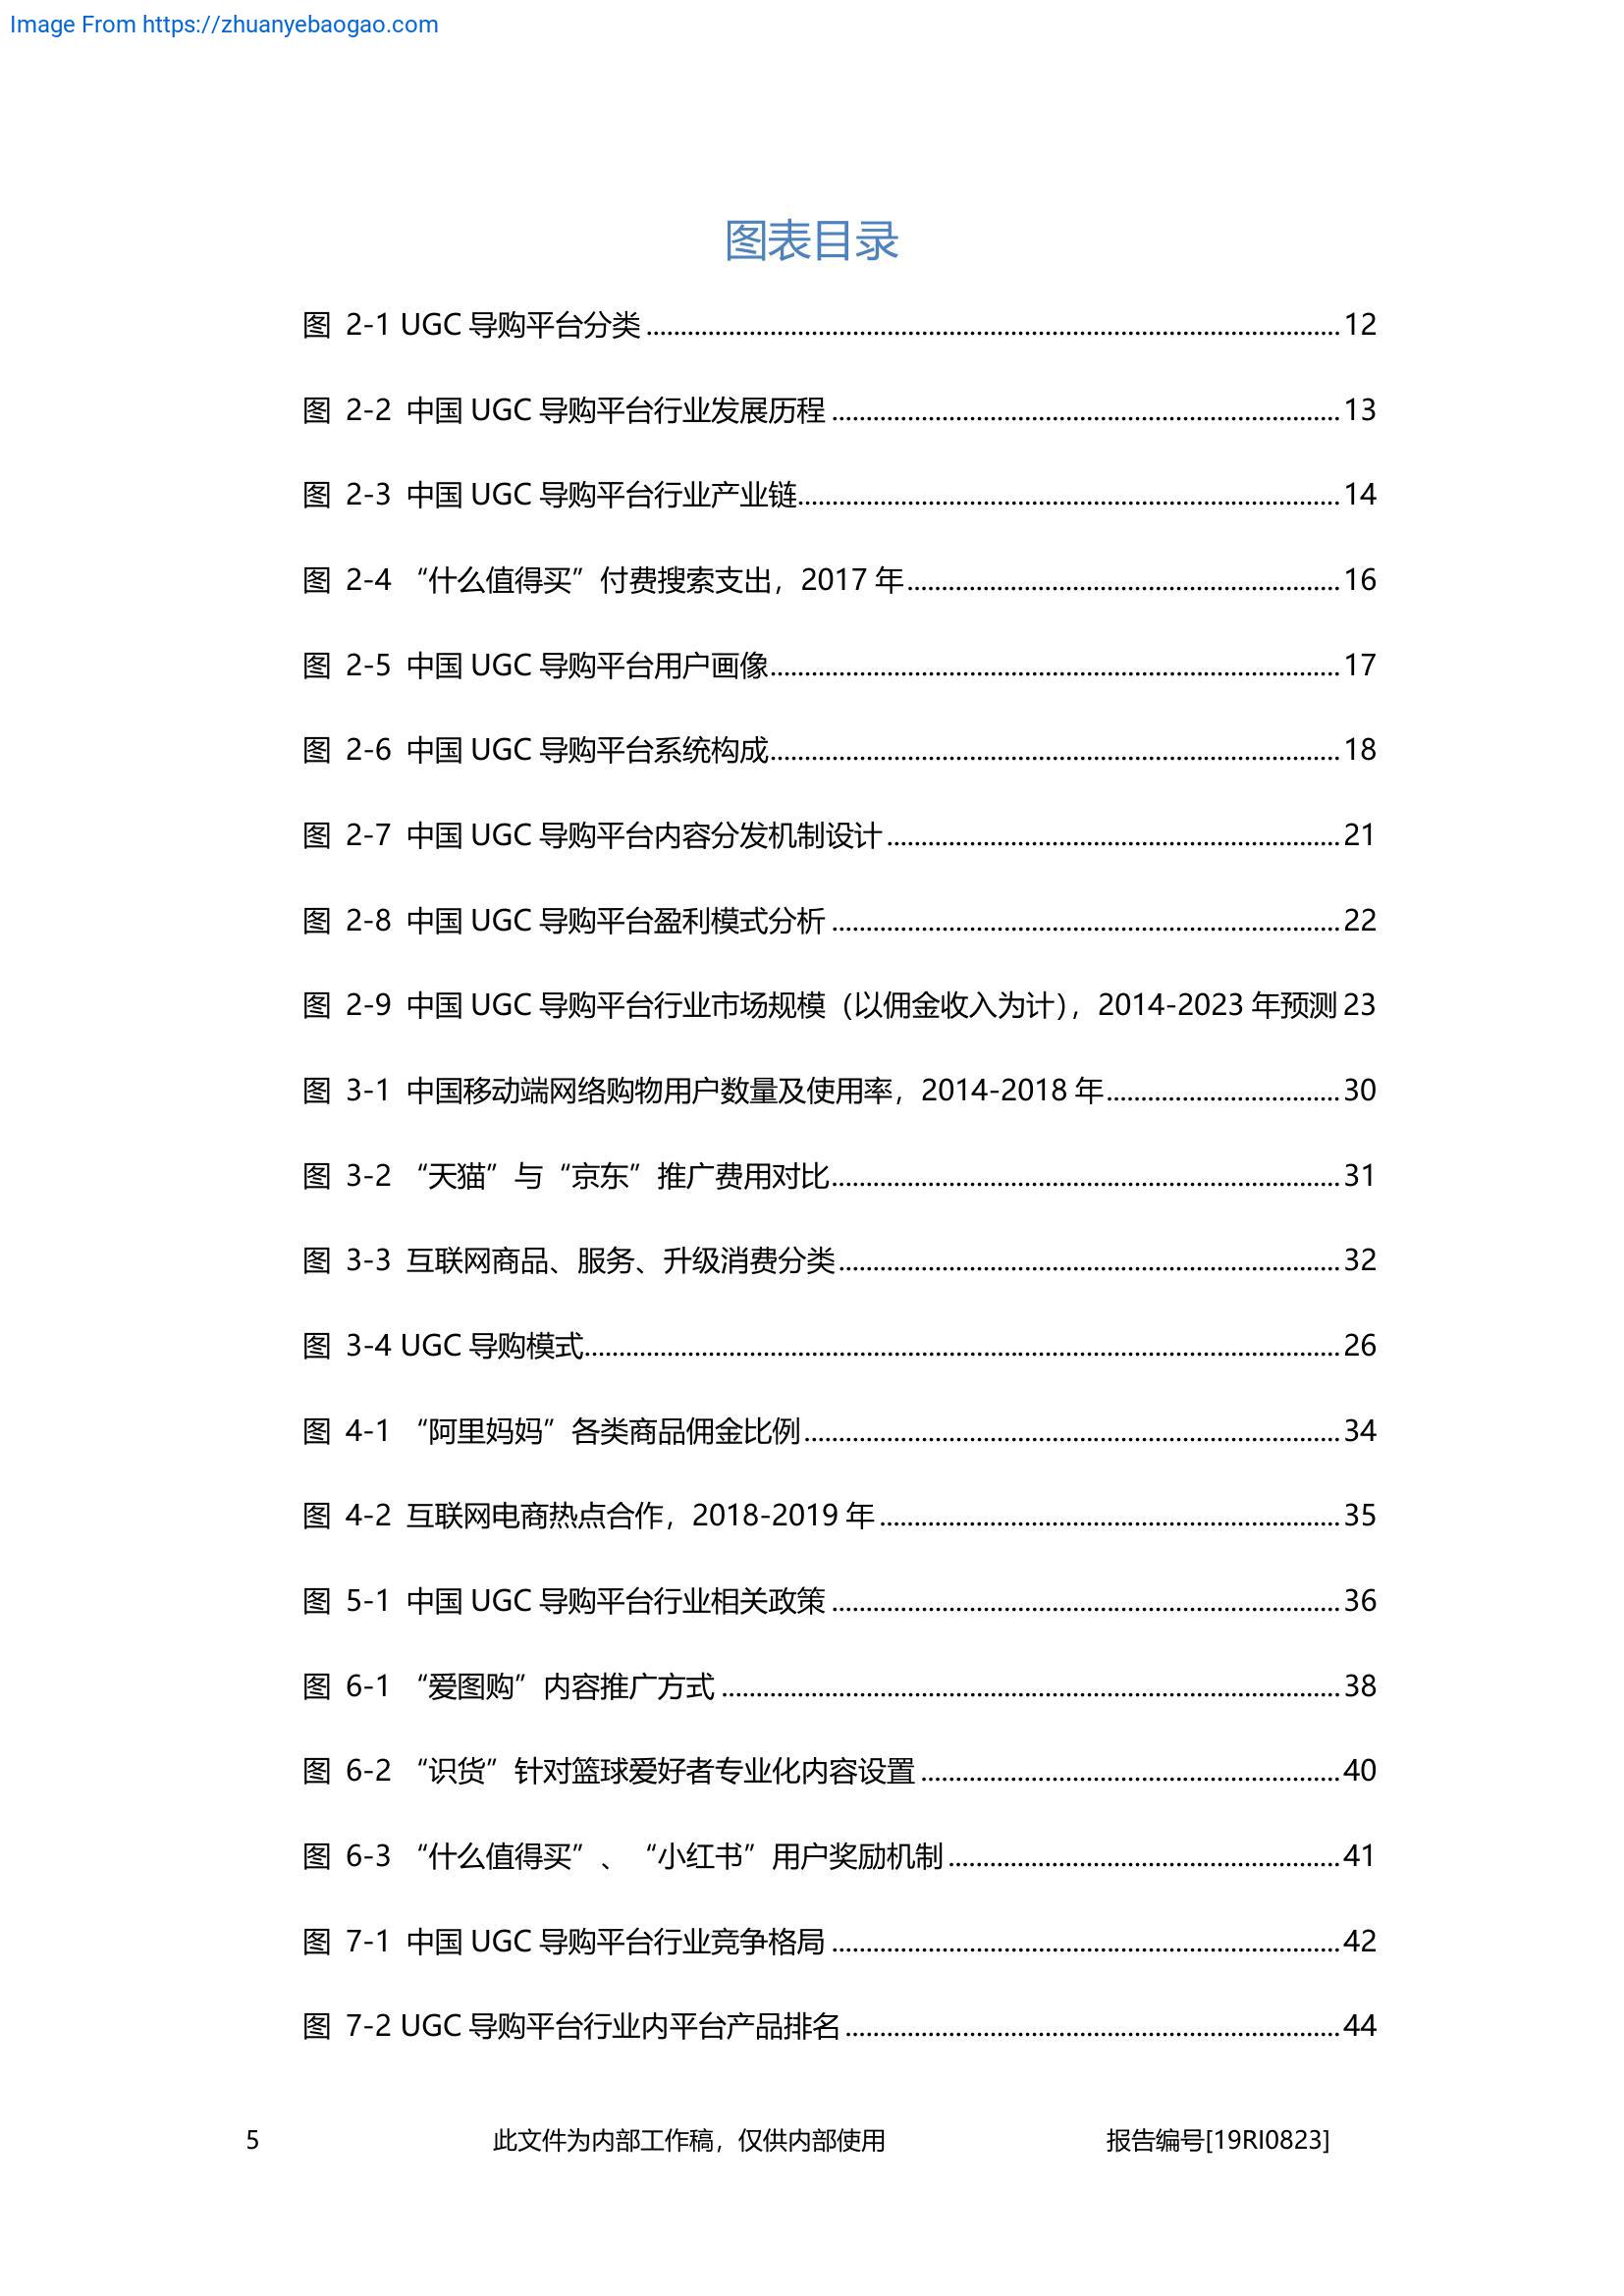 Image From https://zhuanyebaogao.com
图表目录
图 2-1 UGC 导购平台分类 ........ 12
图 2-2 中国 UGC 导购平台行业发展历程 ........ 13
图 2-3 中国 UGC 导购平台行业产业链........ 14
图 2-4 “什么值得买”付费搜索支出，2017 年........ 16
图 2-5 中国 UGC 导购平台用户画像........ 17
图 2-6 中国 UGC 导购平台系统构成........ 18
图 2-7 中国 UGC 导购平台内容分发机制设计 ........ 21
图 2-8 中国 UGC 导购平台盈利模式分析 ........ 22
图 2-9 中国 UGC 导购平台行业市场规模（以佣金收入为计），2014-2023 年预测 23
图 3-1 中国移动端网络购物用户数量及使用率，2014-2018 年........ 30
图 3-2 “天猫”与“京东”推广费用对比........ 31
图 3-3 互联网商品、服务、升级消费分类........ 32
图 3-4 UGC 导购模式........ 26
图 4-1 “阿里妈妈”各类商品佣金比例........ 34
图 4-2 互联网电商热点合作，2018-2019 年 ........ 35
图 5-1 中国 UGC 导购平台行业相关政策 ........ 36
图 6-1 “爱图购”内容推广方式 ........ 38
图 6-2 “识货”针对篮球爱好者专业化内容设置 ........ 40
图 6-3 “什么值得买”、“小红书”用户奖励机制 ........ 41
图 7-1 中国 UGC 导购平台行业竞争格局 ........ 42
图 7-2 UGC 导购平台行业内平台产品排名 ........ 44
5 此文件为内部工作稿，仅供内部使用 报告编号[19RI0823]